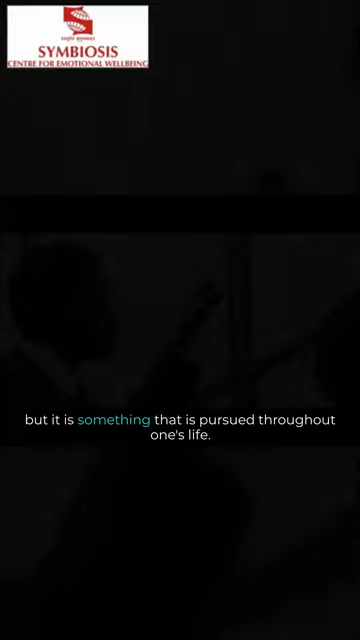 SYMBIOSIS
CENTRE FOR EMOTIONAL WELLBEING
but it is something that is pursued throughout
one's life.